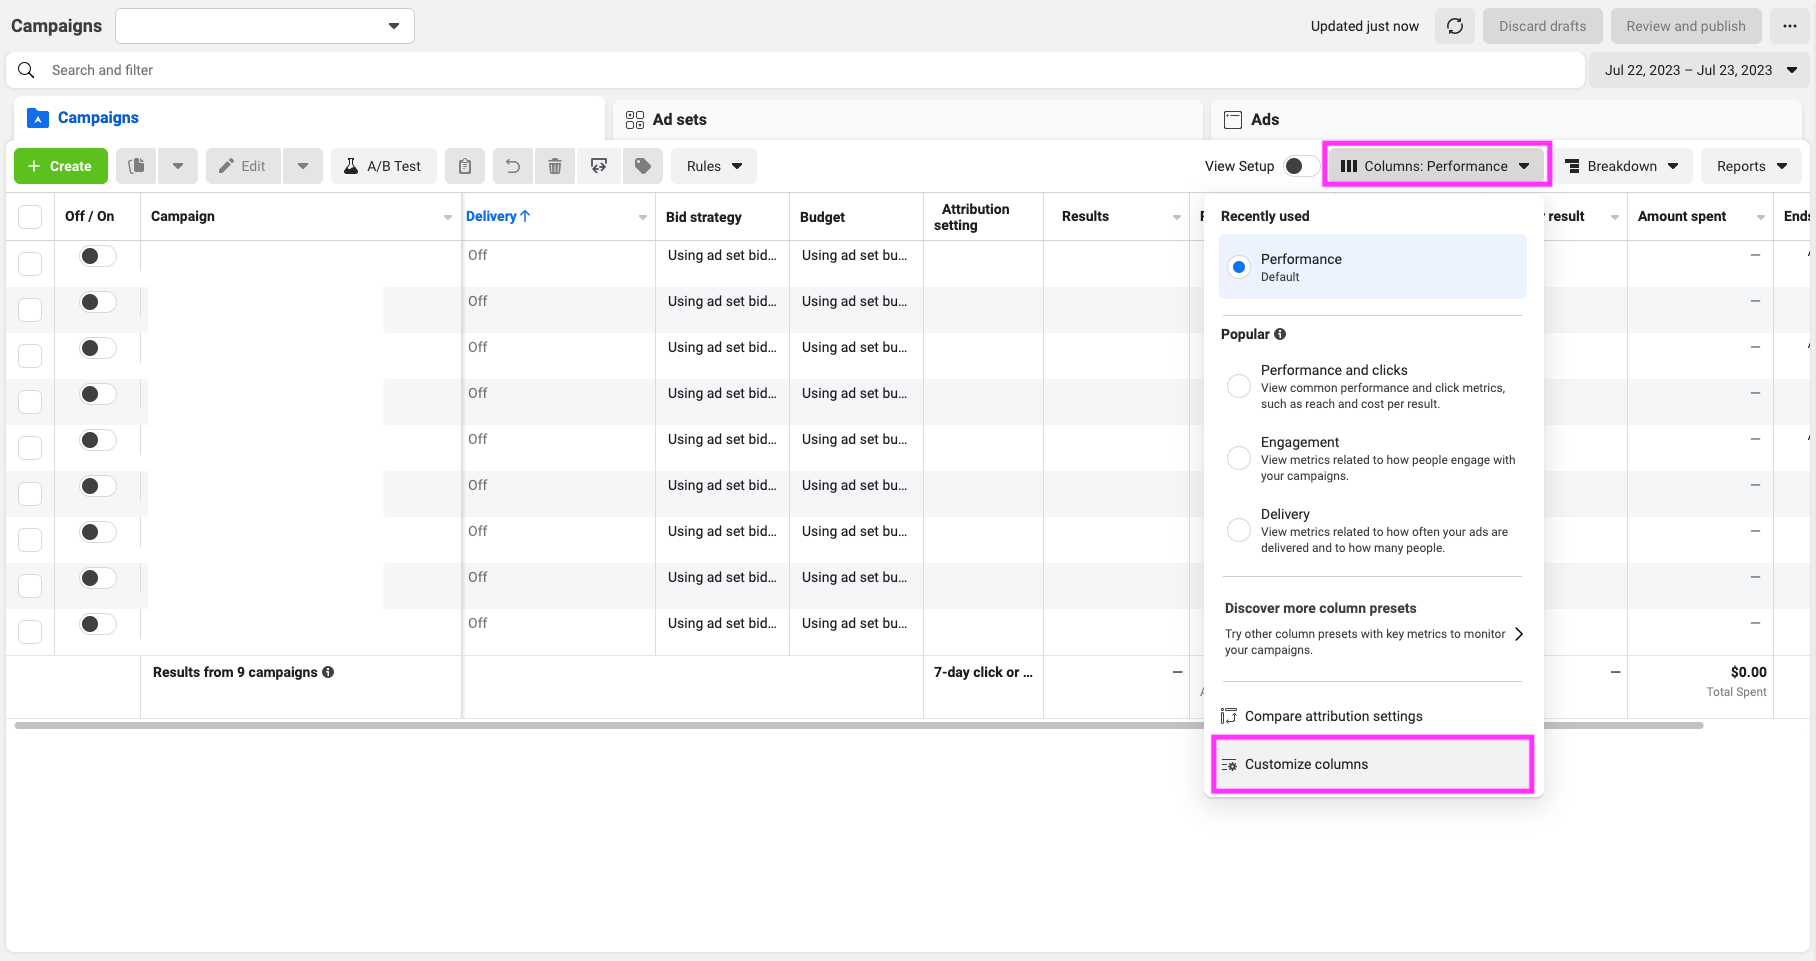 Campaigns
Updated just now
Discard drafts
Review and publish
Search and filter
Jul 22, 2023 – Jul 23, 2023
Campaigns
Ad sets
Ads
+ Create
Edit
A/B Test
Rules
View Setup
Columns: Performance
Breakdown
Reports
Off / On
Campaign
Delivery ↑
Bid strategy
Budget
Attribution
setting
Results
result
Amount spent
Off
Using ad set bid...
Using ad set bu...
—
Off
Using ad set bid...
Using ad set bu...
—
Off
Using ad set bid...
Using ad set bu...
—
Off
Using ad set bid...
Using ad set bu...
—
Off
Using ad set bid...
Using ad set bu...
—
Off
Using ad set bid...
Using ad set bu...
—
Off
Using ad set bid...
Using ad set bu...
—
Off
Using ad set bid...
Using ad set bu...
—
Off
Using ad set bid...
Using ad set bu...
—
Results from 9 campaigns
7-day click or ...
—
—
$0.00
Total Spent
Recently used
Performance
Default
Popular
Performance and clicks
View common performance and click metrics,
such as reach and cost per result.
Engagement
View metrics related to how people engage with
your campaigns.
Delivery
View metrics related to how often your ads are
delivered and to how many people.
Discover more column presets
Try other column presets with key metrics to monitor
your campaigns.
Compare attribution settings
Customize columns